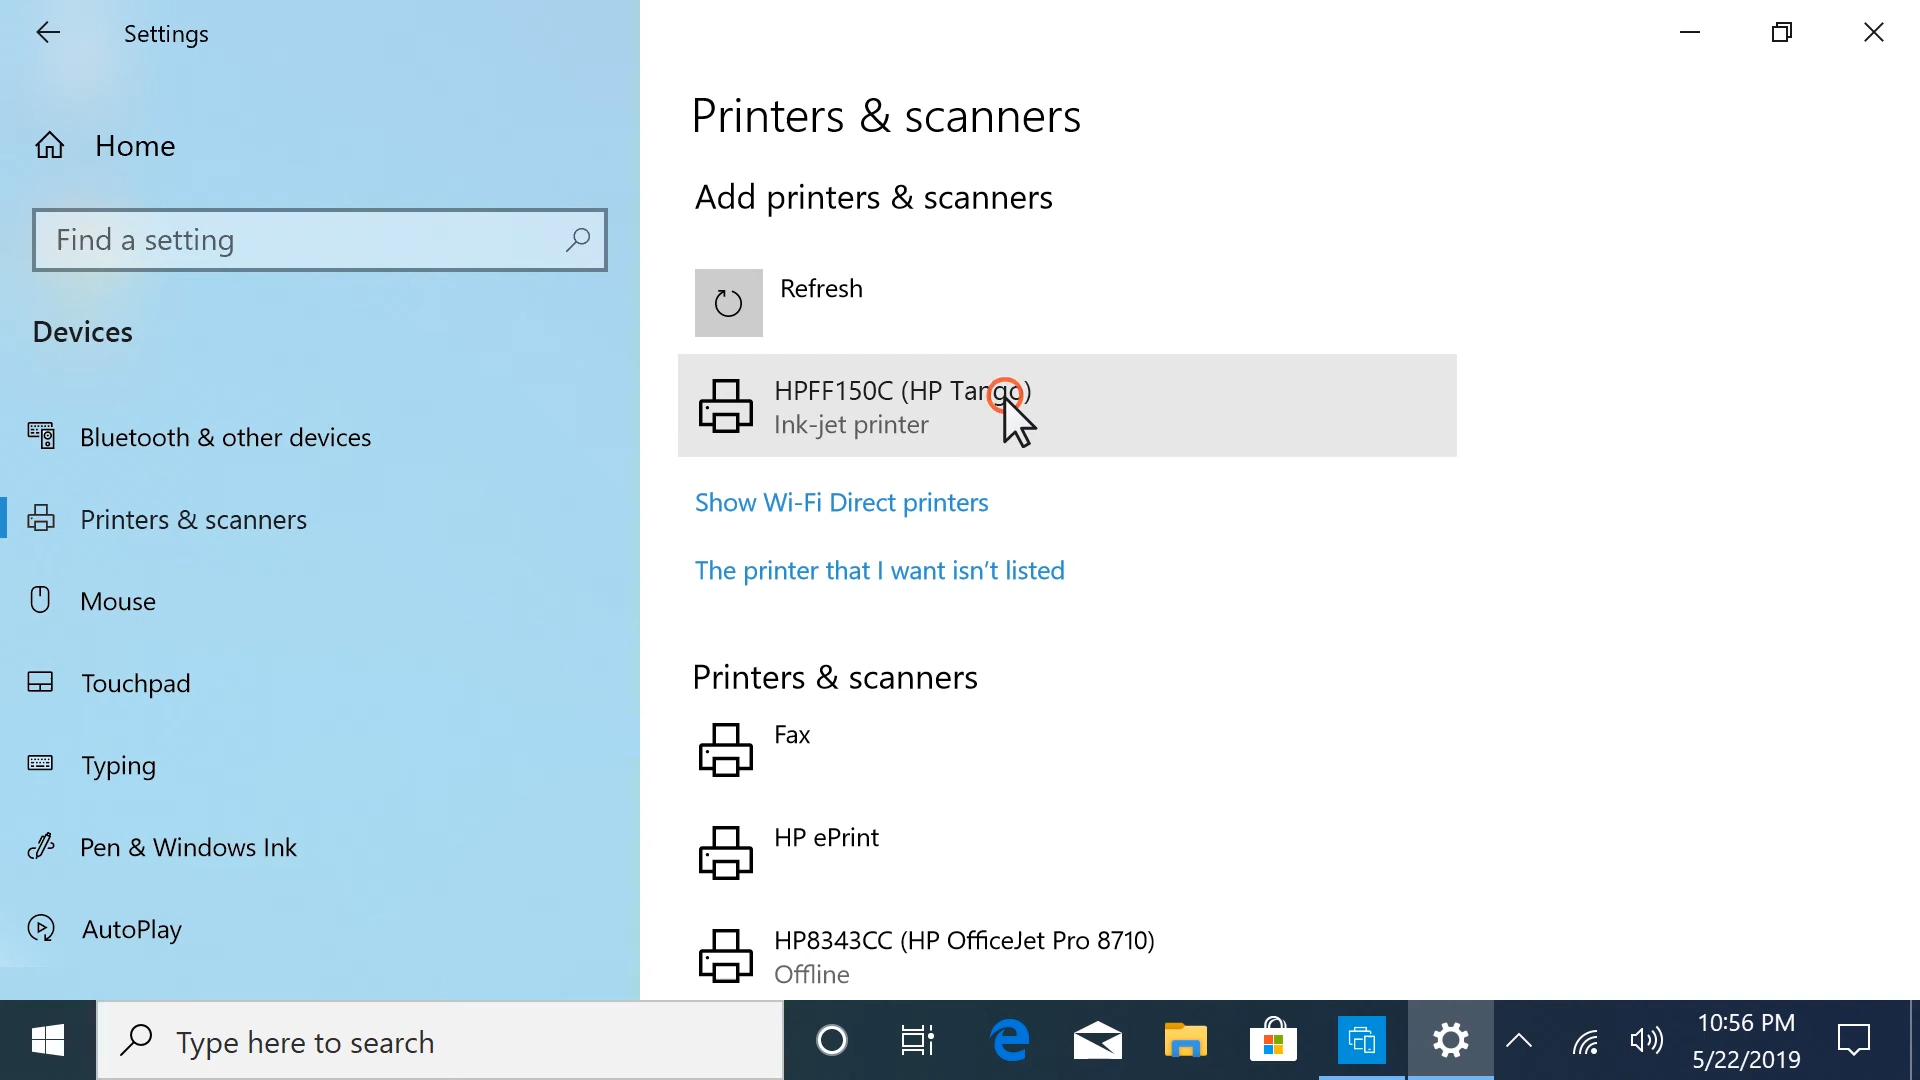 Settings
Home
Find a setting
Devices
Bluetooth & other devices
Printers & scanners
Mouse
Touchpad
Typing
Pen & Windows Ink
AutoPlay
Printers & scanners
Add printers & scanners
Refresh
HPFF150C (HP Tango)
Ink-jet printer
Show Wi-Fi Direct printers
The printer that I want isn't listed
Printers & scanners
Fax
HP ePrint
HP8343CC (HP OfficeJet Pro 8710)
Offline
Type here to search
10:56 PM
5/22/2019